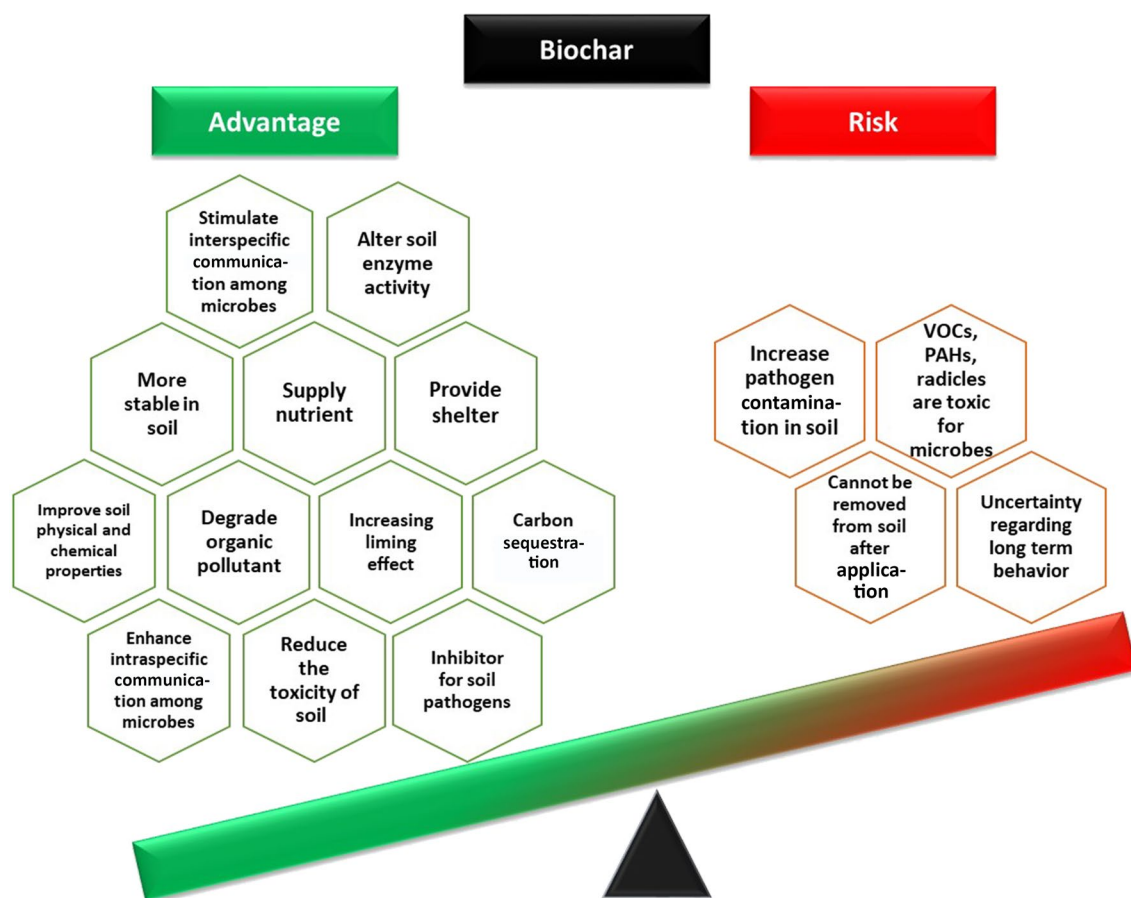 Biochar
Advantage
Risk
Stimulate
interspecific
communica-
tion among
microbes
Alter soil
enzyme
activity
More
stable in
soil
Supply
nutrient
Provide
shelter
Improve soil
physical and
chemical
properties
Degrade
organic
pollutant
Increasing
liming
effect
Carbon
sequestra-
tion
Enhance
intraspecific
communica-
tion among
microbes
Reduce
the
toxicity of
soil
Inhibitor
for soil
pathogens
Increase
pathogen
contamina-
tion in soil
VOCs,
PAHs,
radicles
are toxic
for
microbes
Cannot be
removed
from soil
after
applica-
tion
Uncertainty
regarding
long term
behavior